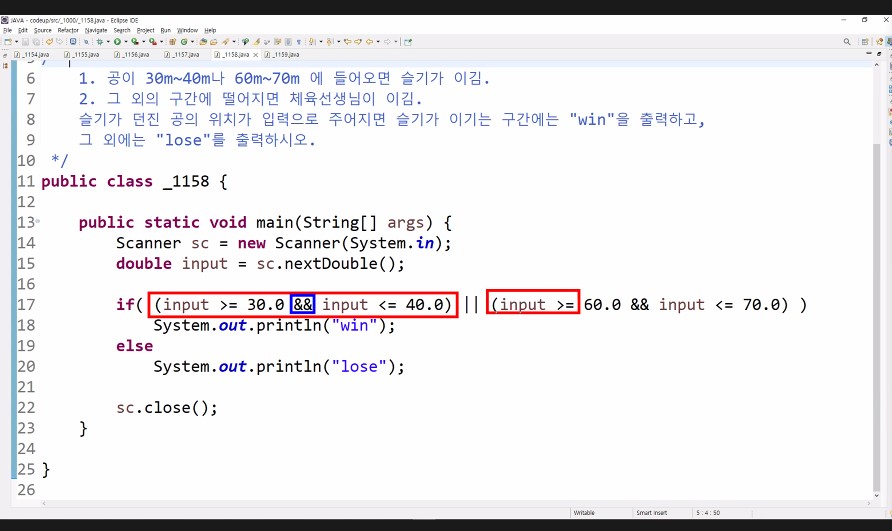 JAVA - codeup/src/_1000/_1158.java - Eclipse IDE
File Edit Source Refactor Navigate Search Project Run Window Help
_1154.java _1155.java _1156.java _1157.java _1158.java _1159.java
6 1. 공이 30m~40m나 60m~70m 에 들어오면 슬기가 이김.
7 2. 그 외의 구간에 떨어지면 체육선생님이 이김.
8 슬기가 던진 공의 위치가 입력으로 주어지면 슬기가 이기는 구간에는 "win"을 출력하고,
9 그 외에는 "lose"를 출력하시오.
10 */
11 public class _1158 {
12
13 public static void main(String[] args) {
14 Scanner sc = new Scanner(System.in);
15 double input = sc.nextDouble();
16
17 if( (input >= 30.0 && input <= 40.0) || (input >= 60.0 && input <= 70.0) )
18 System.out.println("win");
19 else
20 System.out.println("lose");
21
22 sc.close();
23 }
24
25 }
26
Writable Smart Insert 5 : 4 : 50